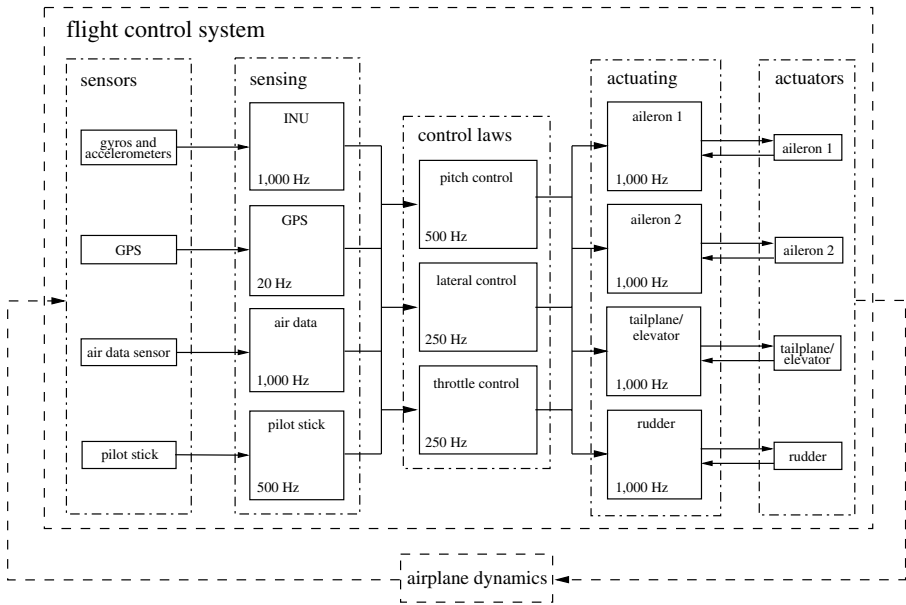 flight control system
sensors
gyros and
accelerometers
GPS
air data sensor
pilot stick
sensing
INU
1,000 Hz
GPS
20 Hz
air data
1,000 Hz
pilot stick
500 Hz
control laws
pitch control
500 Hz
lateral control
250 Hz
throttle control
250 Hz
actuating
aileron 1
1,000 Hz
aileron 2
1,000 Hz
tailplane/
elevator
1,000 Hz
rudder
1,000 Hz
actuators
aileron 1
aileron 2
tailplane/
elevator
rudder
airplane dynamics